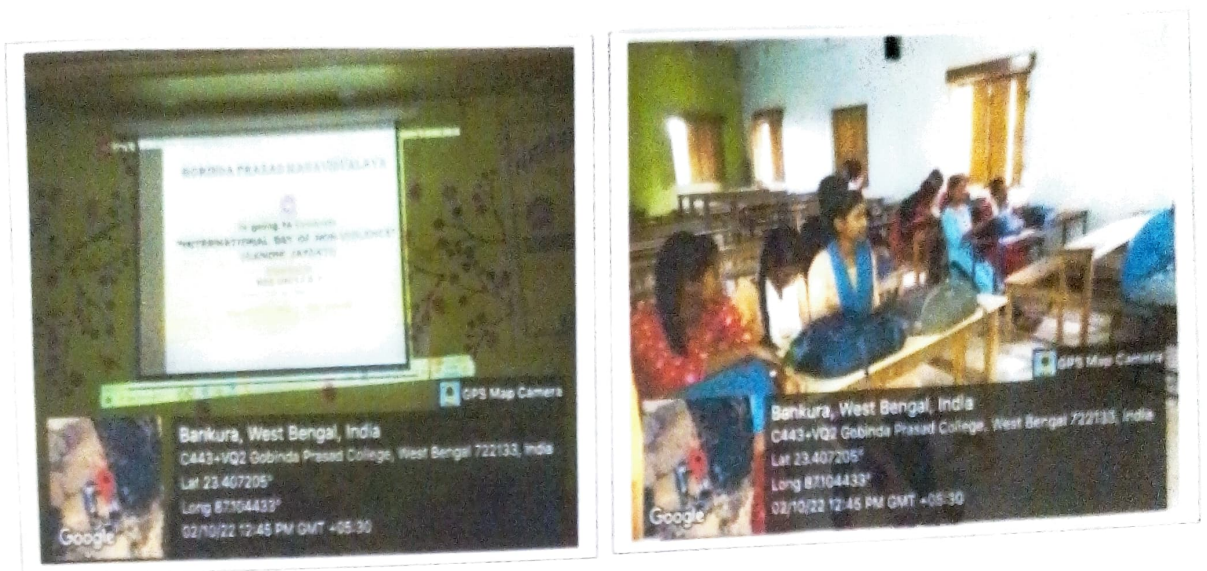 GOBINDA PRASAD MAHAVIDYALAYA
is going to
"INTERNATIONAL DAY OF NON-VIOLENCE"
(GANDHI JAYANTI)
GPS Map Camera
Bankura, West Bengal, India
C443+VQ2 Gobinda Prasad College, West Bengal 722133, India
Lat 23.407205°
Long 87.104433°
02/10/22 12:45 PM GMT +05:30
Google
GPS Map Camera
Bankura, West Bengal, India
C443+VQ2 Gobinda Prasad College, West Bengal 722133, India
Lat 23.407205°
Long 87.104433°
02/10/22 12:45 PM GMT +05:30
Google